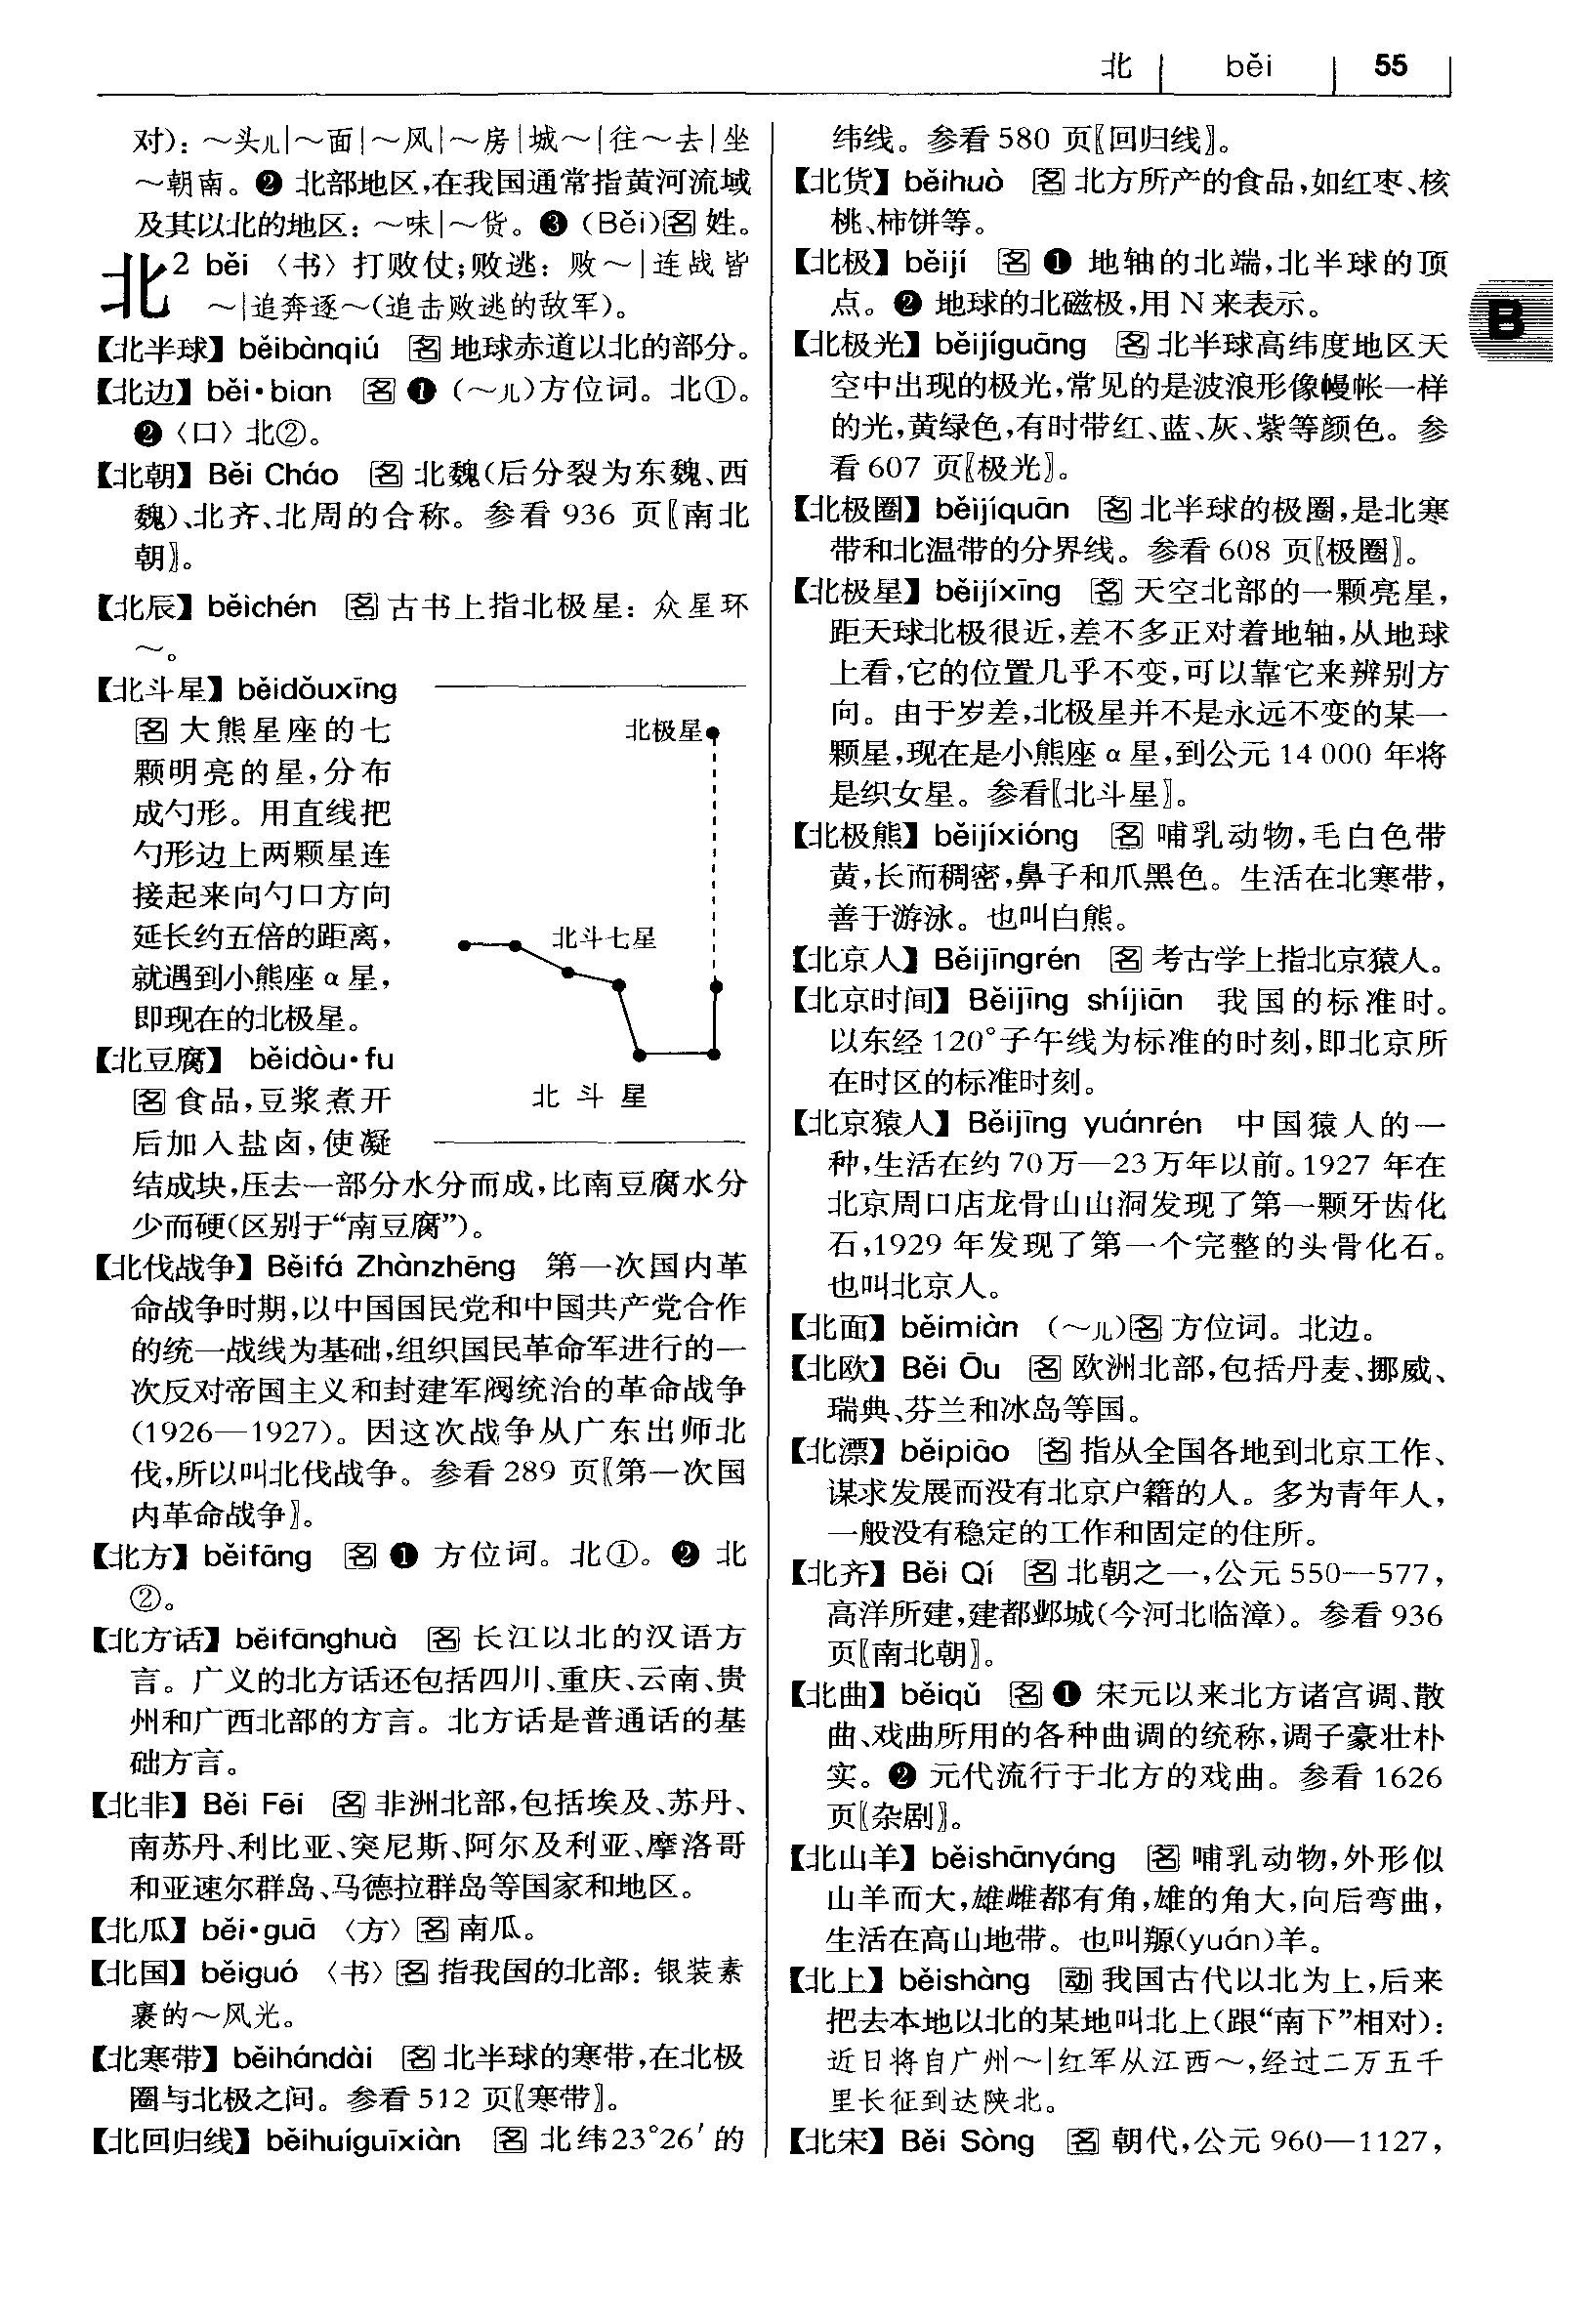 北 běi 55
对）：～头儿|～面|～风|～房|城～|往～去|坐
～朝南。❷ 北部地区，在我国通常指黄河流域
及其以北的地区：～味|～货。❸（Běi）名 姓。
北² běi 〈书〉打败仗；败逃：败～|连战皆
～|追奔逐～（追击败逃的敌军）。
【北半球】běibànqiú 名 地球赤道以北的部分。
【北边】běi·bian 名 ❶（～儿）方位词。北①。
❷〈口〉北②。
【北朝】Běi Cháo 名 北魏（后分裂为东魏、西
魏）、北齐、北周的合称。参看 936 页〖南北
朝〗。
【北辰】běichén 名 古书上指北极星：众星环
～。
【北斗星】běidǒuxīng
名 大熊星座的七
颗明亮的星，分布
成勺形。用直线把
勺形边上两颗星连
接起来向勺口方向
延长约五倍的距离，
就遇到小熊座 α 星，
即现在的北极星。
北极星
北斗七星
北 斗 星
【北豆腐】 běidòu·fu
名 食品，豆浆煮开
后加入盐卤，使凝
结成块，压去一部分水分而成，比南豆腐水分
少而硬（区别于“南豆腐”）。
【北伐战争】Běifá Zhànzhēng 第一次国内革
命战争时期，以中国国民党和中国共产党合作
的统一战线为基础，组织国民革命军进行的一
次反对帝国主义和封建军阀统治的革命战争
（1926—1927）。因这次战争从广东出师北
伐，所以叫北伐战争。参看 289 页〖第一次国
内革命战争〗。
【北方】běifāng 名 ❶ 方位词。北①。❷ 北
②。
【北方话】běifānghuà 名 长江以北的汉语方
言。广义的北方话还包括四川、重庆、云南、贵
州和广西北部的方言。北方话是普通话的基
础方言。
【北非】Běi Fēi 名 非洲北部，包括埃及、苏丹、
南苏丹、利比亚、突尼斯、阿尔及利亚、摩洛哥
和亚速尔群岛、马德拉群岛等国家和地区。
【北瓜】běi·guā 〈方〉名 南瓜。
【北国】běiguó 〈书〉名 指我国的北部：银装素
裹的～风光。
【北寒带】běihándài 名 北半球的寒带，在北极
圈与北极之间。参看 512 页〖寒带〗。
【北回归线】běihuíguīxiàn 名 北纬23°26′的
纬线。参看 580 页〖回归线〗。
【北货】běihuò 名 北方所产的食品，如红枣、核
桃、柿饼等。
【北极】běijí 名 ❶ 地轴的北端，北半球的顶
点。❷ 地球的北磁极，用 N 来表示。
【北极光】běijíguāng 名 北半球高纬度地区天
空中出现的极光，常见的是波浪形像幔帐一样
的光，黄绿色，有时带红、蓝、灰、紫等颜色。参
看 607 页〖极光〗。
【北极圈】běijíquān 名 北半球的极圈，是北寒
带和北温带的分界线。参看 608 页〖极圈〗。
【北极星】běijíxīng 名 天空北部的一颗亮星，
距天球北极很近，差不多正对着地轴，从地球
上看，它的位置几乎不变，可以靠它来辨别方
向。由于岁差，北极星并不是永远不变的某一
颗星，现在是小熊座 α 星，到公元 14 000 年将
是织女星。参看〖北斗星〗。
【北极熊】běijíxióng 名 哺乳动物，毛白色带
黄，长而稠密，鼻子和爪黑色。生活在北寒带，
善于游泳。也叫白熊。
【北京人】Běijīngrén 名 考古学上指北京猿人。
【北京时间】Běijīng shíjiān 我国的标准时。
以东经 120°子午线为标准的时刻，即北京所
在时区的标准时刻。
【北京猿人】Běijīng yuánrén 中国猿人的一
种，生活在约 70万—23万年以前。1927 年在
北京周口店龙骨山山洞发现了第一颗牙齿化
石，1929 年发现了第一个完整的头骨化石。
也叫北京人。
【北面】běimiàn （～儿）名 方位词。北边。
【北欧】Běi Ōu 名 欧洲北部，包括丹麦、挪威、
瑞典、芬兰和冰岛等国。
【北漂】běipiāo 名 指从全国各地到北京工作、
谋求发展而没有北京户籍的人。多为青年人，
一般没有稳定的工作和固定的住所。
【北齐】Běi Qí 名 北朝之一，公元 550—577，
高洋所建，建都邺城（今河北临漳）。参看 936
页〖南北朝〗。
【北曲】běiqǔ 名 ❶ 宋元以来北方诸宫调、散
曲、戏曲所用的各种曲调的统称，调子豪壮朴
实。❷ 元代流行于北方的戏曲。参看 1626
页〖杂剧〗。
【北山羊】běishānyáng 名 哺乳动物，外形似
山羊而大，雄雌都有角，雄的角大，向后弯曲，
生活在高山地带。也叫羱（yuán）羊。
【北上】běishàng 动 我国古代以北为上，后来
把去本地以北的某地叫北上（跟“南下”相对）：
近日将自广州～|红军从江西～，经过二万五千
里长征到达陕北。
【北宋】Běi Sòng 名 朝代，公元 960—1127，
B